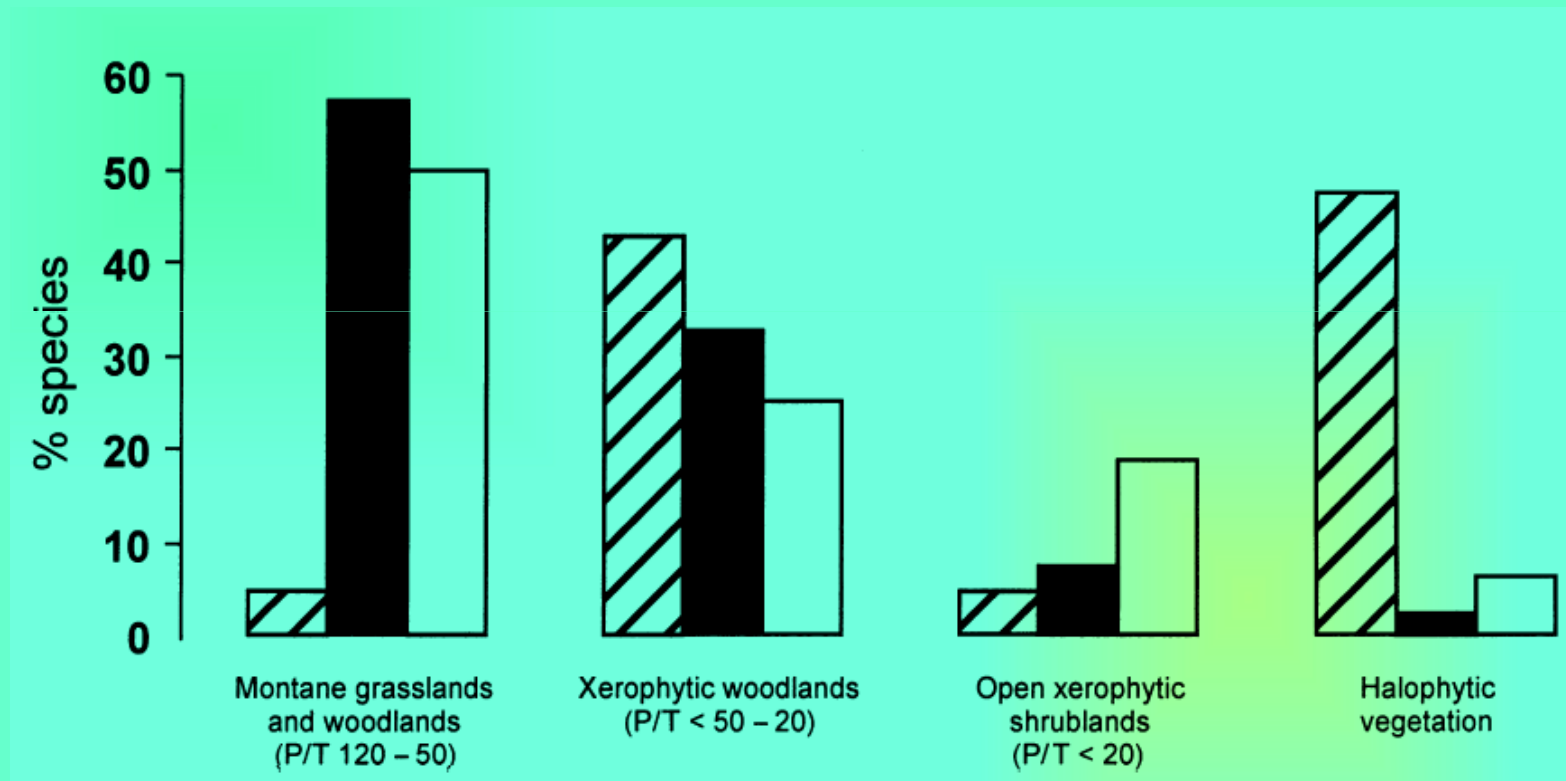 60
50
40
30
20
10
0
% species
Montane grasslands
and woodlands
(P/T 120 – 50)
Xerophytic woodlands
(P/T < 50 – 20)
Open xerophytic
shrublands
(P/T < 20)
Halophytic
vegetation